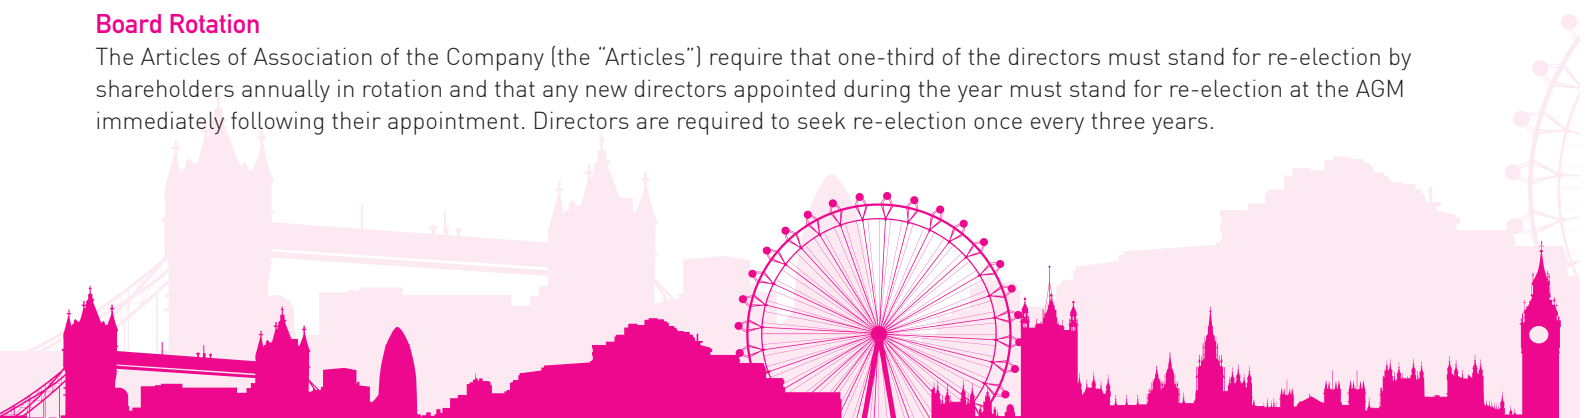 Board Rotation
The Articles of Association of the Company (the “Articles”) require that one-third of the directors must stand for re-election by
shareholders annually in rotation and that any new directors appointed during the year must stand for re-election at the AGM
immediately following their appointment. Directors are required to seek re-election once every three years.